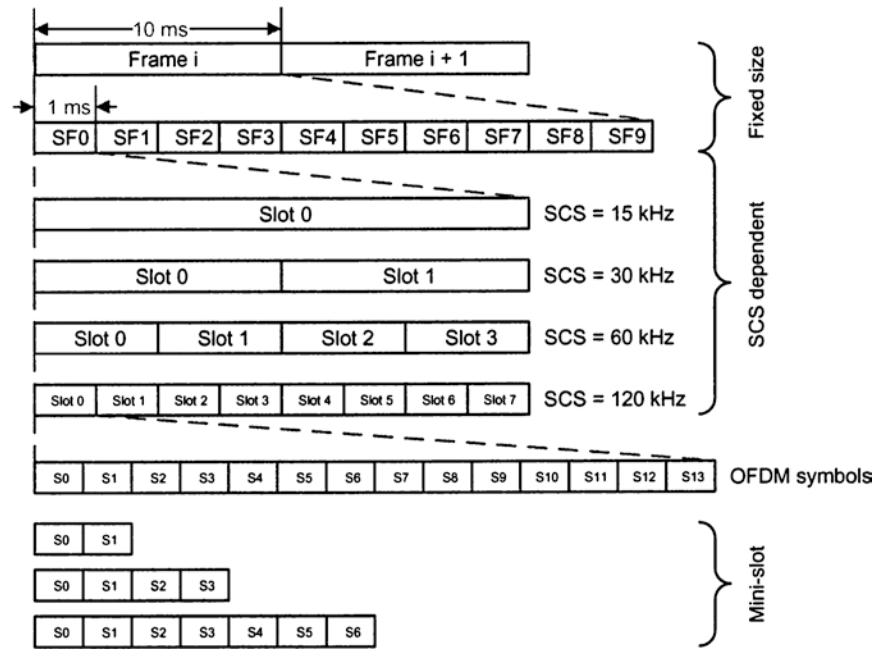 10 ms
Frame i Frame i + 1
1 ms
SF0 SF1 SF2 SF3 SF4 SF5 SF6 SF7 SF8 SF9
Fixed size
Slot 0 SCS = 15 kHz
Slot 0 Slot 1 SCS = 30 kHz
Slot 0 Slot 1 Slot 2 Slot 3 SCS = 60 kHz
Slot 0 Slot 1 Slot 2 Slot 3 Slot 4 Slot 5 Slot 6 Slot 7 SCS = 120 kHz
SCS dependent
S0 S1 S2 S3 S4 S5 S6 S7 S8 S9 S10 S11 S12 S13 OFDM symbols
S0 S1
S0 S1 S2 S3
S0 S1 S2 S3 S4 S5 S6
Mini-slot